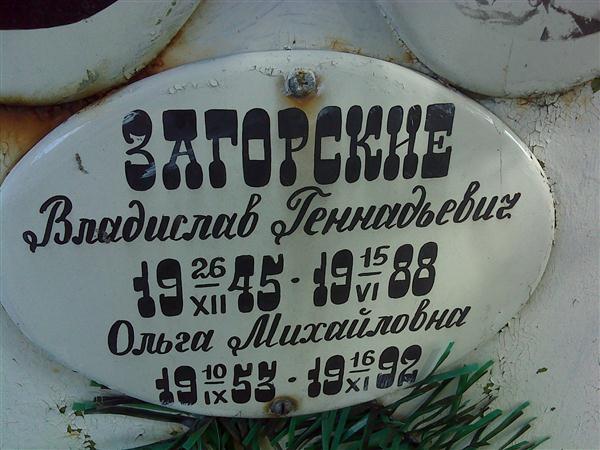 ЗАГОРСКИЕ
Владислав Геннадьевич
19 26/XII 45 - 19 15/VI 88
Ольга Михайловна
19 10/IX 53 - 19 16/XI 92